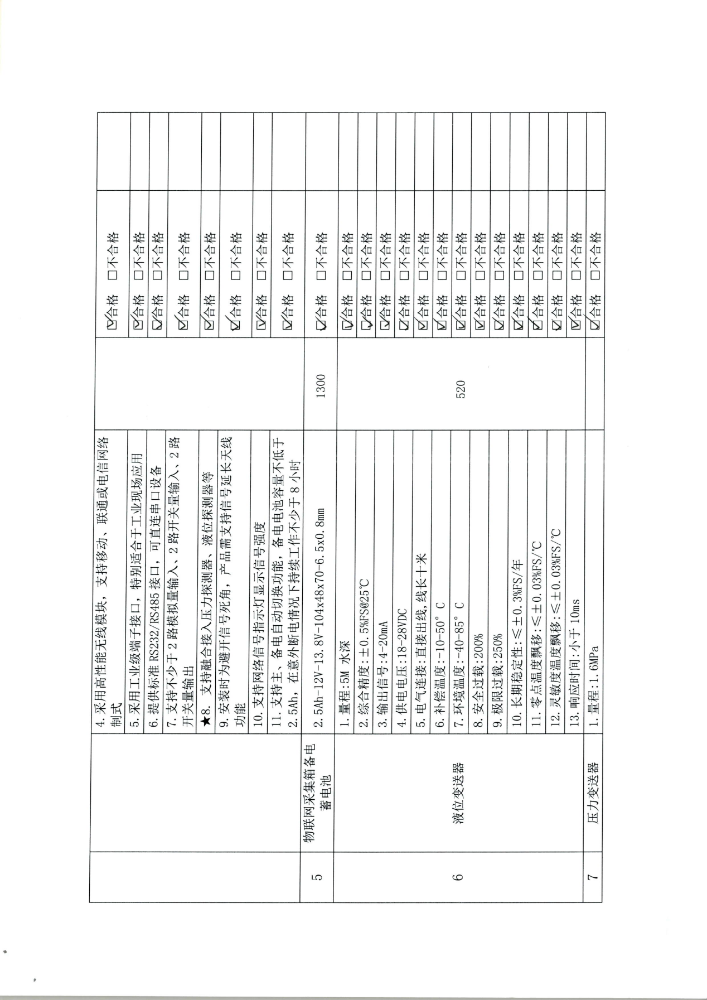 4. 采用高性能无线模块，支持移动、联通或电信网络
制式
☑合格 □不合格
5. 采用工业级端子接口，特别适合于工业现场应用
☑合格 □不合格
6. 提供标准 RS232/RS485 接口，可直连串口设备
☑合格 □不合格
7. 支持不少于 2 路模拟量输入、2 路开关量输入、2 路
开关量输出
☑合格 □不合格
★8. 支持融合接入压力探测器、液位探测器等
☑合格 □不合格
9. 安装时为避开信号死角，产品需支持信号延长天线
功能
☑合格 □不合格
10. 支持网络信号指示灯显示信号强度
☑合格 □不合格
11. 支持主、备电自动切换功能，备电电池容量不低于
2.5Ah，在意外断电情况下持续工作不少于 8 小时
☑合格 □不合格
5
物联网采集箱备电
蓄电池
2.5Ah-12V-13.8V-104x48x70-6.5x0.8mm
1300
☑合格 □不合格
6
液位变送器
520
1. 量程:5M 水深
☑合格 □不合格
2. 综合精度:±0.5%FS@25℃
☑合格 □不合格
3. 输出信号:4-20mA
☑合格 □不合格
4. 供电电压:18-28VDC
☑合格 □不合格
5. 电气连接:直接出线,线长十米
☑合格 □不合格
6. 补偿温度:-10-50° C
☑合格 □不合格
7. 环境温度:-40-85° C
☑合格 □不合格
8. 安全过载:200%
☑合格 □不合格
9. 极限过载:250%
☑合格 □不合格
10. 长期稳定性:≤±0.3%FS/年
☑合格 □不合格
11. 零点温度飘移:≤±0.03%FS/℃
☑合格 □不合格
12. 灵敏度温度飘移:≤±0.03%FS/℃
☑合格 □不合格
13. 响应时间:小于 10ms
☑合格 □不合格
7
压力变送器
1. 量程:1.6MPa
☑合格 □不合格